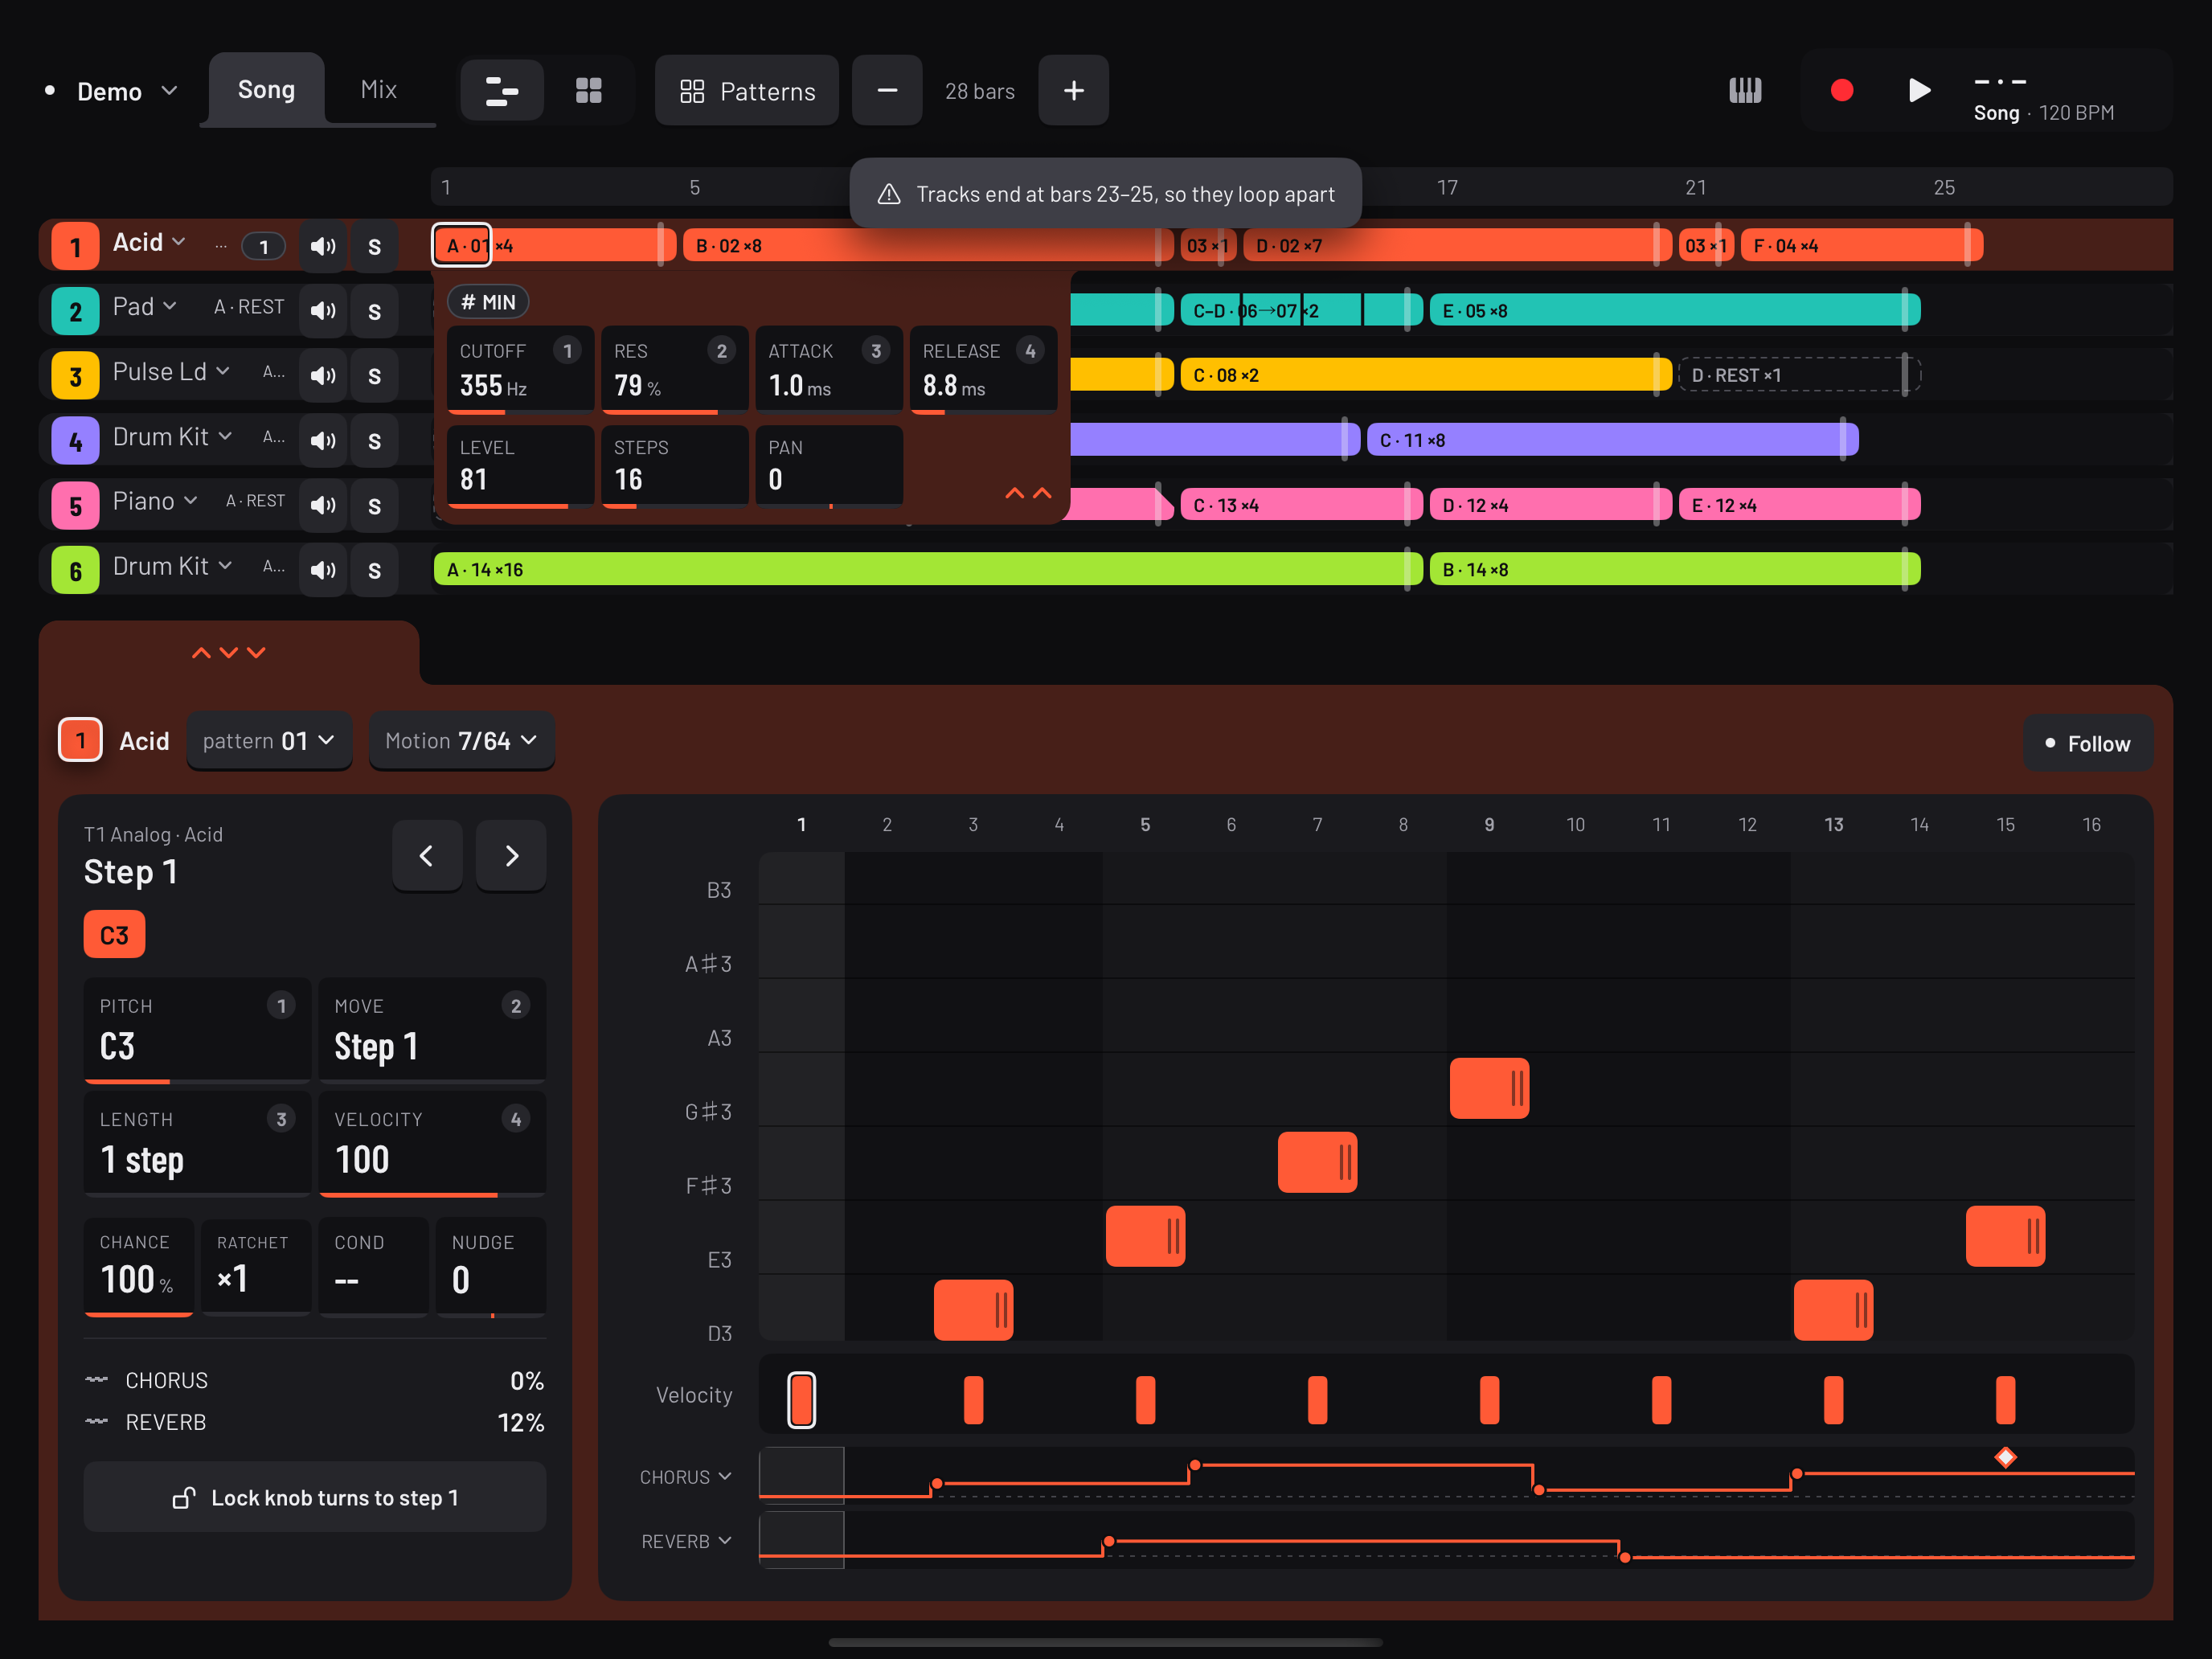 Demo Song Mix Patterns 28 bars
Song · 120 BPM
1 5 17 21 25
Tracks end at bars 23–25, so they loop apart
1 Acid ... 1 S A · 01 ×4 B · 02 ×8 03 ×1 D · 02 ×7 03 ×1 F · 04 ×4
2 Pad A · REST S C–D · 06→07 ×2 E · 05 ×8
3 Pulse Ld A... S C · 08 ×2 D · REST ×1
4 Drum Kit A... S C · 11 ×8
5 Piano A · REST S C · 13 ×4 D · 12 ×4 E · 12 ×4
6 Drum Kit A... S A · 14 ×16 B · 14 ×8
# MIN
CUTOFF 1 RES 2 ATTACK 3 RELEASE 4
355 Hz 79 % 1.0 ms 8.8 ms
LEVEL STEPS PAN
81 16 0
1 Acid pattern 01 Motion 7/64 Follow
T1 Analog · Acid
Step 1
C3
PITCH 1 MOVE 2
C3 Step 1
LENGTH 3 VELOCITY 4
1 step 100
CHANCE RATCHET COND NUDGE
100 % ×1 -- 0
CHORUS 0%
REVERB 12%
Lock knob turns to step 1
1 2 3 4 5 6 7 8 9 10 11 12 13 14 15 16
B3
A♯3
A3
G♯3
F♯3
E3
D3
Velocity
CHORUS
REVERB